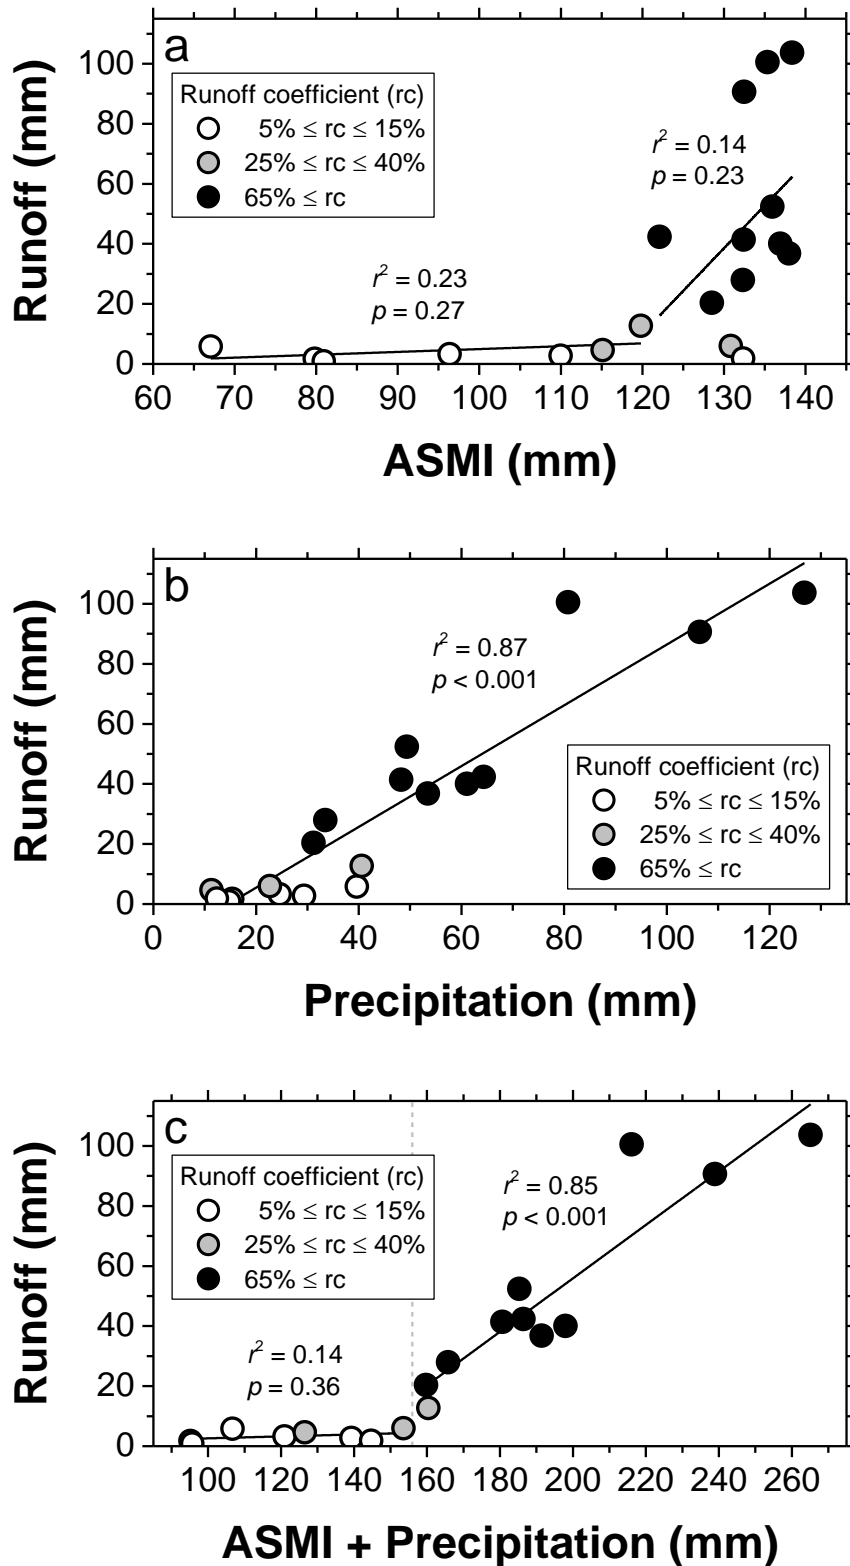 a
Runoff (mm)
100
80
60
40
20
0
Runoff coefficient (rc)
5% ≤ rc ≤ 15%
25% ≤ rc ≤ 40%
65% ≤ rc
r² = 0.14
p = 0.23
r² = 0.23
p = 0.27
60 70 80 90 100 110 120 130 140
ASMI (mm)
b
Runoff (mm)
100
80
60
40
20
0
r² = 0.87
p < 0.001
Runoff coefficient (rc)
5% ≤ rc ≤ 15%
25% ≤ rc ≤ 40%
65% ≤ rc
0 20 40 60 80 100 120
Precipitation (mm)
c
Runoff (mm)
100
80
60
40
20
0
Runoff coefficient (rc)
5% ≤ rc ≤ 15%
25% ≤ rc ≤ 40%
65% ≤ rc
r² = 0.85
p < 0.001
r² = 0.14
p = 0.36
100 120 140 160 180 200 220 240 260
ASMI + Precipitation (mm)